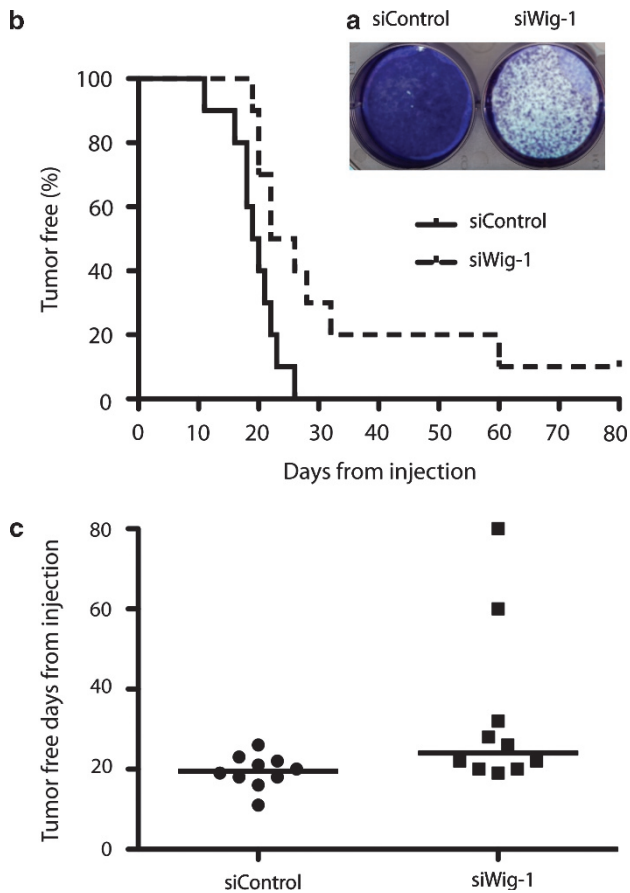 b
a siControl siWig-1
100
80
60
40
20
0
Tumor free (%)
siControl
siWig-1
0 10 20 30 40 50 60 70 80
Days from injection
c
80
60
40
20
0
Tumor free days from injection
siControl siWig-1